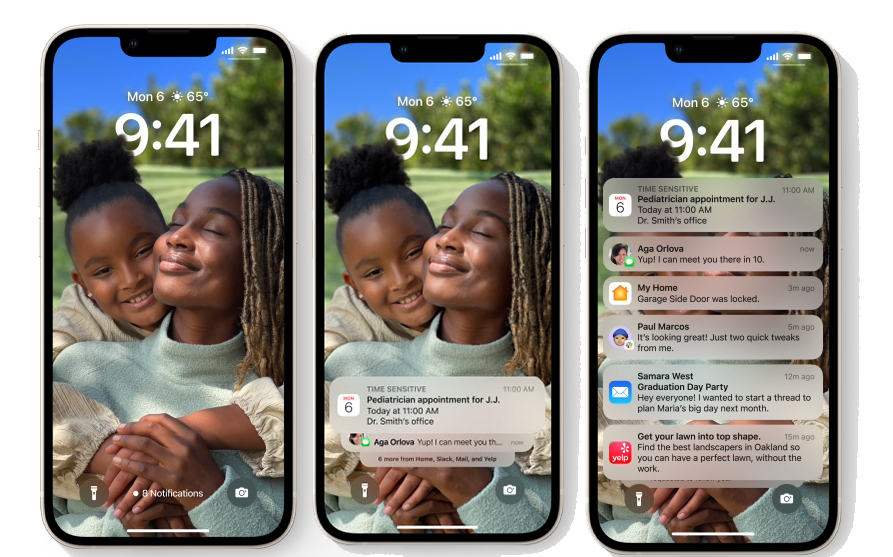 Mon 6 65°
9:41
8 Notifications
Mon 6 65°
9:41
TIME SENSITIVE 11:00 AM
MON
6
Pediatrician appointment for J.J.
Today at 11:00 AM
Dr. Smith's office
Aga Orlova Yup! I can meet you th... now
6 more from Home, Slack, Mail, and Yelp
Mon 6 65°
9:41
TIME SENSITIVE 11:00 AM
MON
6
Pediatrician appointment for J.J.
Today at 11:00 AM
Dr. Smith's office
Aga Orlova now
Yup! I can meet you there in 10.
My Home 3m ago
Garage Side Door was locked.
Paul Marcos 5m ago
It's looking great! Just two quick tweaks
from me.
Samara West 12m ago
Graduation Day Party
Hey everyone! I wanted to start a thread to
plan Maria's big day next month.
Get your lawn into top shape. 15m ago
yelp
Find the best landscapers in Oakland so
you can have a perfect lawn, without the
work.